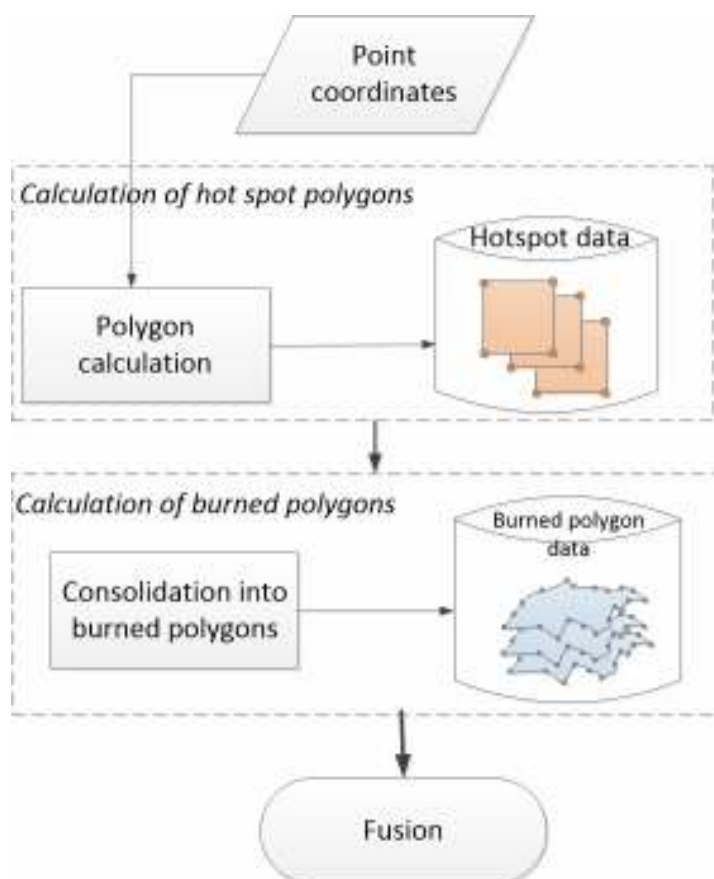 Point
coordinates
Calculation of hot spot polygons
Hotspot data
Polygon
calculation
Calculation of burned polygons
Burned polygon
data
Consolidation into
burned polygons
Fusion